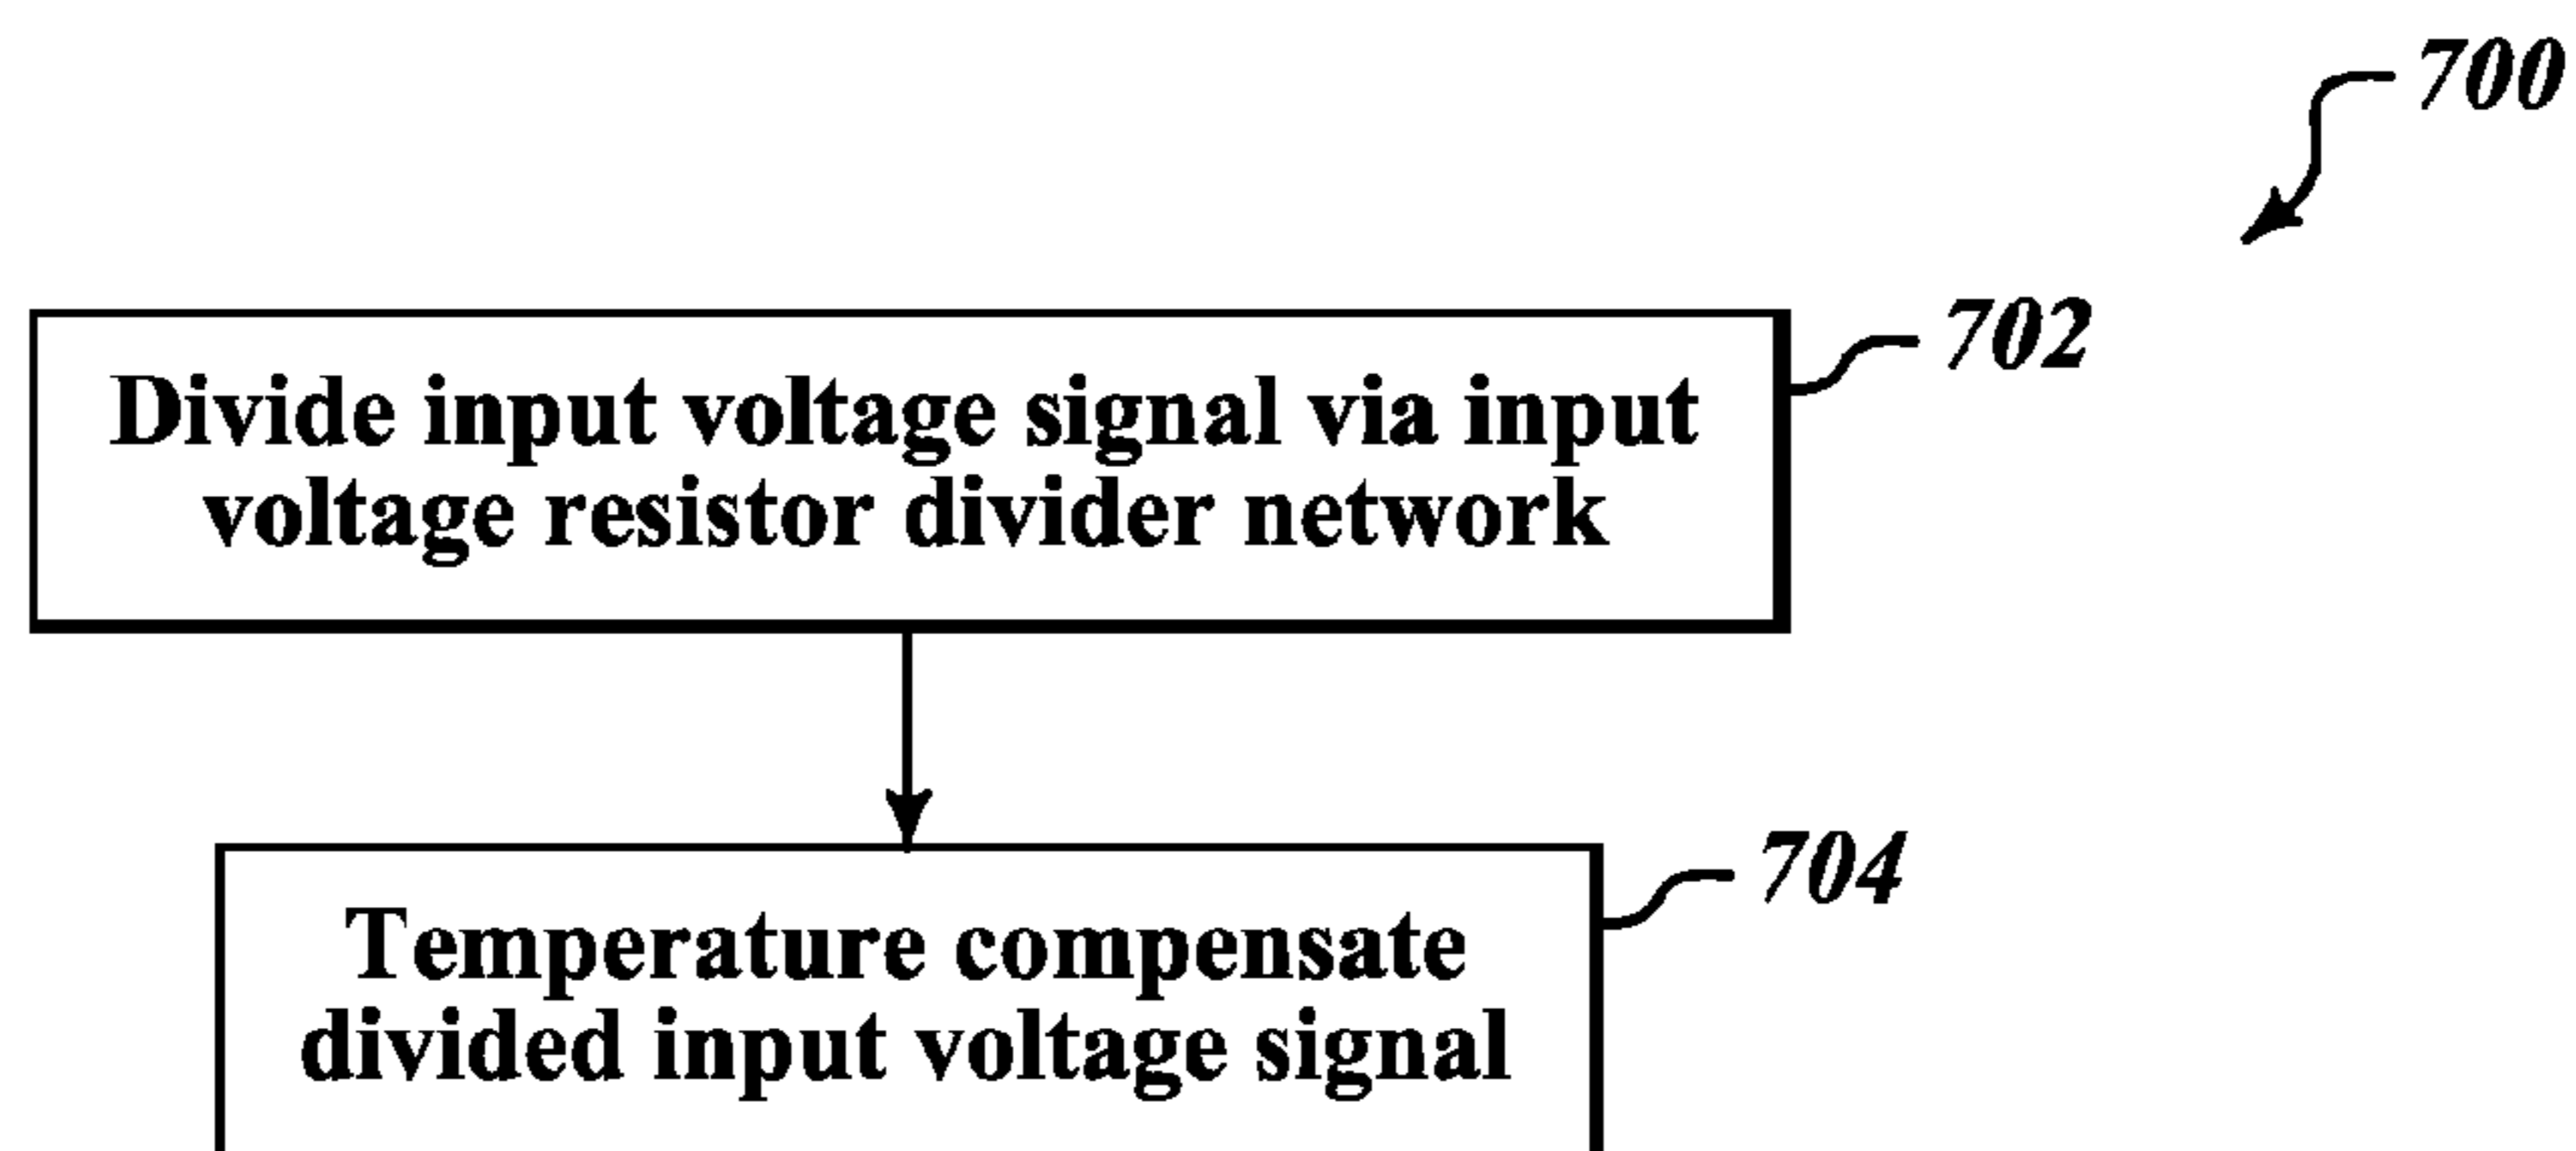 700
702
Divide input voltage signal via input
voltage resistor divider network
704
Temperature compensate
divided input voltage signal